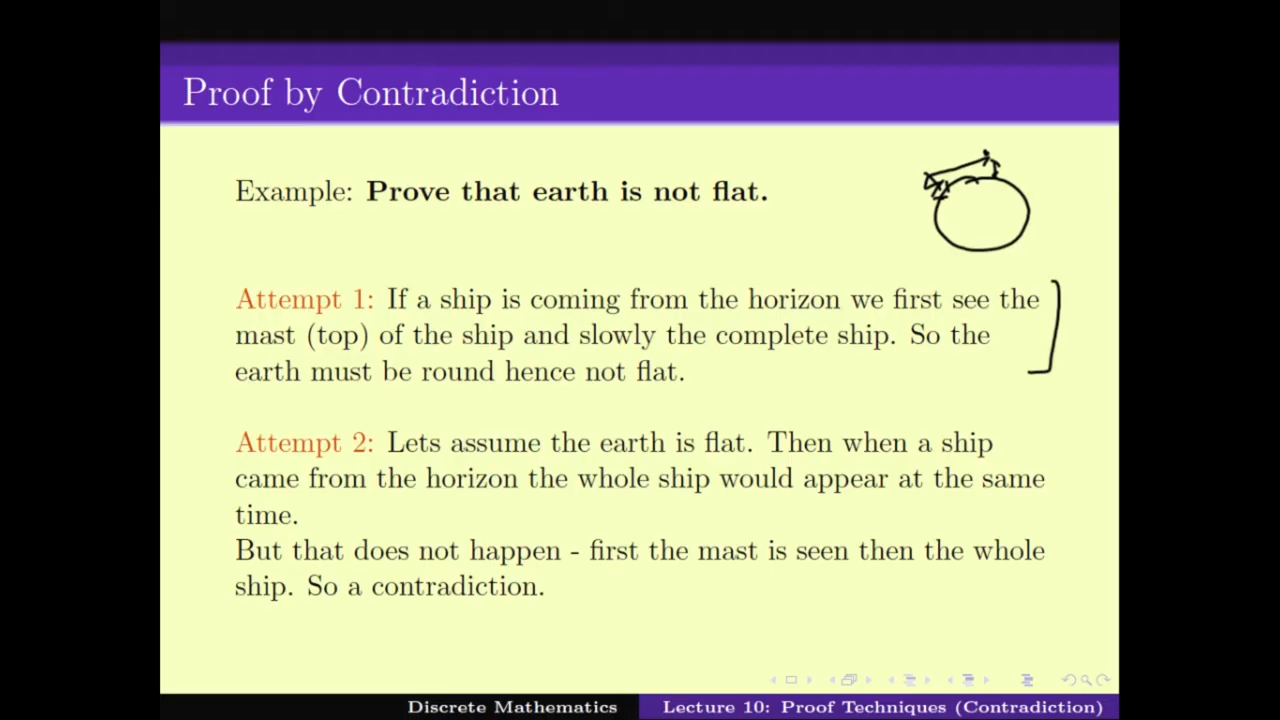 Proof by Contradiction
Example: Prove that earth is not flat.
Attempt 1: If a ship is coming from the horizon we first see the
mast (top) of the ship and slowly the complete ship. So the
earth must be round hence not flat.
Attempt 2: Lets assume the earth is flat. Then when a ship
came from the horizon the whole ship would appear at the same
time.
But that does not happen - first the mast is seen then the whole
ship. So a contradiction.
Discrete Mathematics
Lecture 10: Proof Techniques (Contradiction)